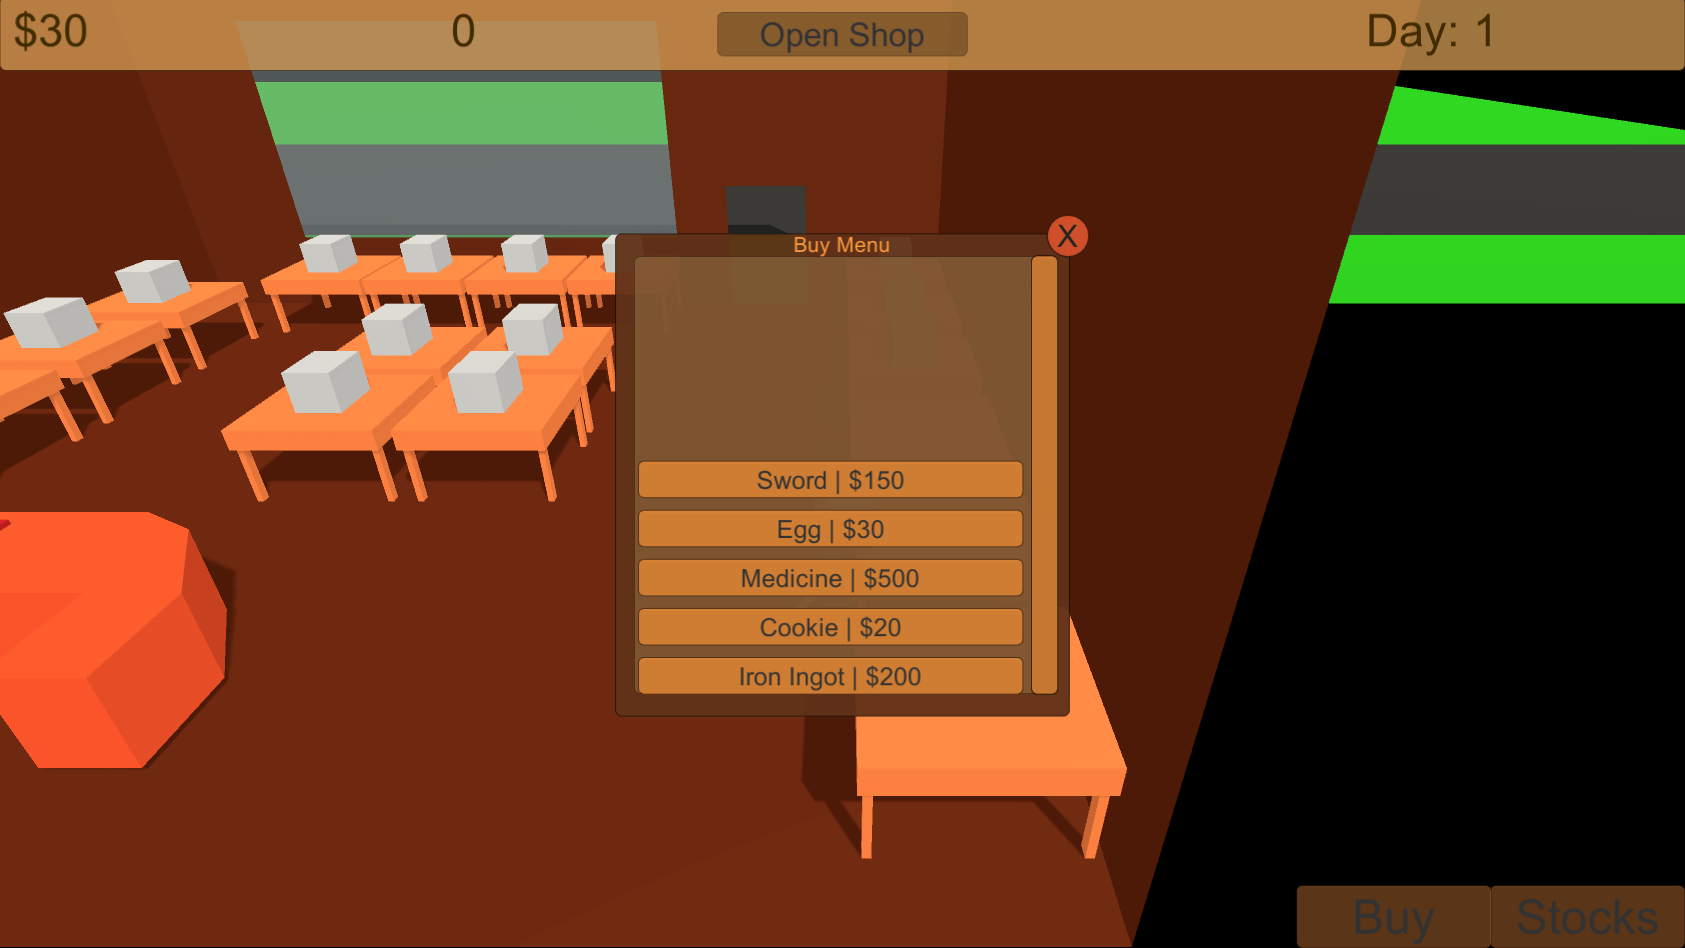 $30
0
Open Shop
Day: 1
Buy Menu
X
Sword | $150
Egg | $30
Medicine | $500
Cookie | $20
Iron Ingot | $200
Buy
Stocks